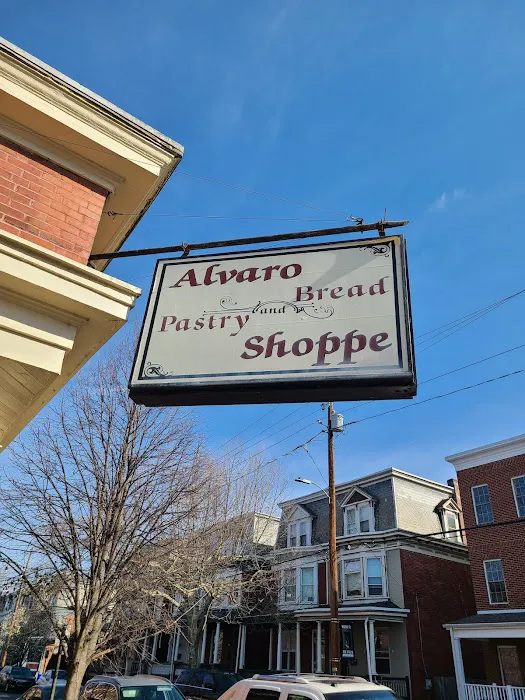 Alvaro
Bread
and
Pastry
Shoppe